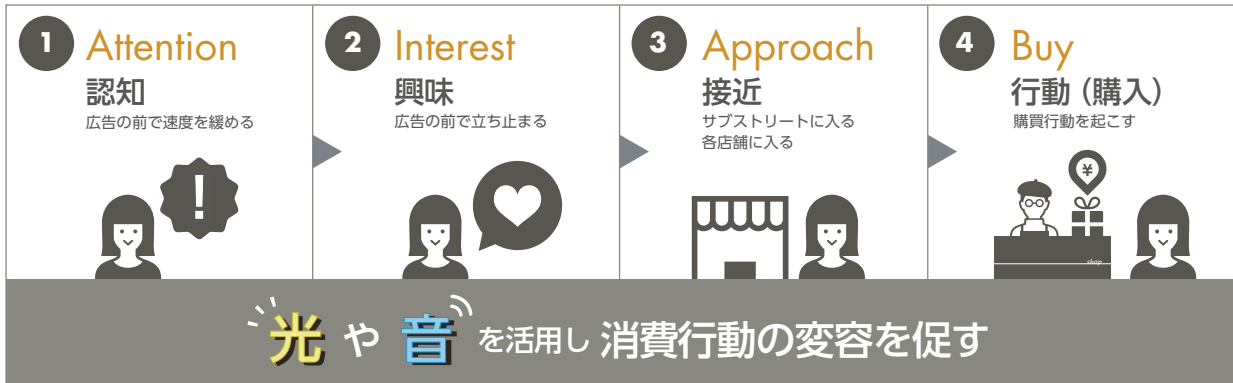 1 Attention
認知
広告の前で速度を緩める
!
2 Interest
興味
広告の前で立ち止まる
3 Approach
接近
サブストリートに入る
各店舗に入る
4 Buy
行動（購入）
購買行動を起こす
¥
shop
光や音を活用し 消費行動の変容を促す